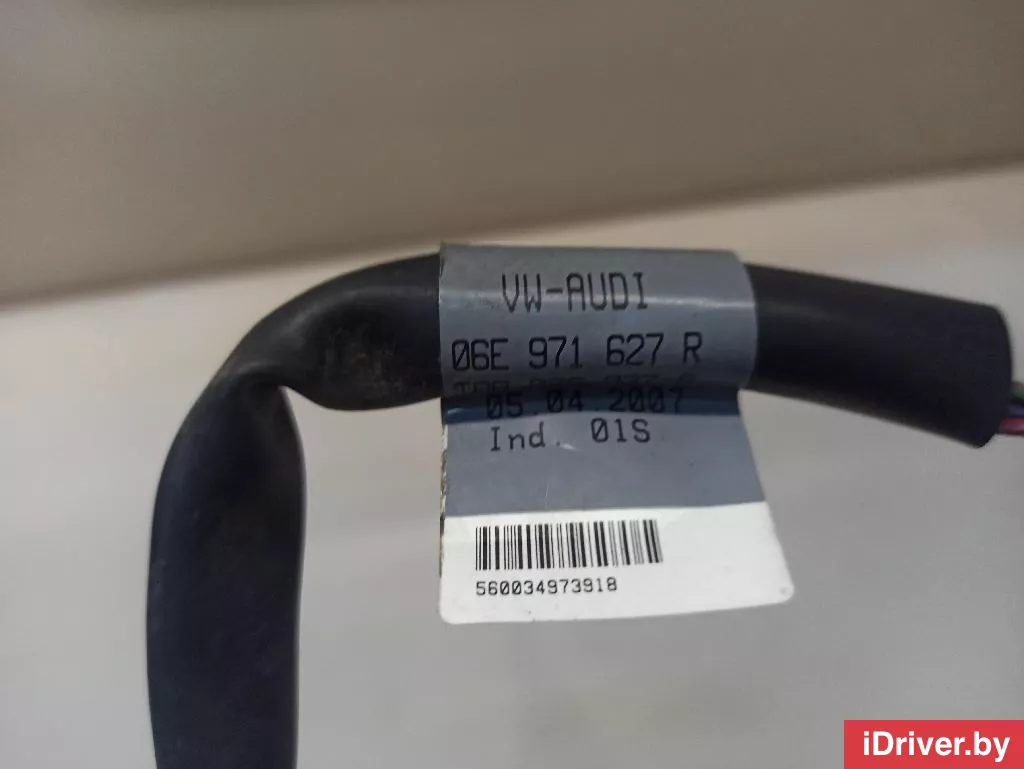 VW-AUDI
06E 971 627 R
05.04 2007
Ind. 01S
560034973918
iDriver.by